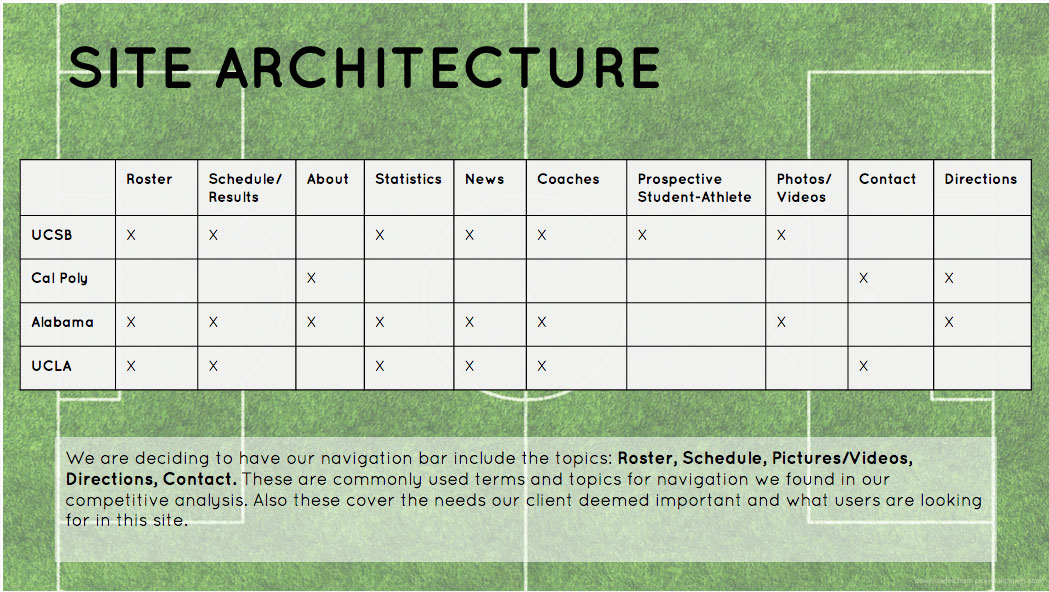 SITE ARCHITECTURE
Roster Schedule/ About Statistics News Coaches Prospective Photos/ Contact Directions
Results Student-Athlete Videos
UCSB X X X X X X X
Cal Poly X X X
Alabama X X X X X X X X
UCLA X X X X X X
We are deciding to have our navigation bar include the topics: Roster, Schedule, Pictures/Videos,
Directions, Contact. These are commonly used terms and topics for navigation we found in our
competitive analysis. Also these cover the needs our client deemed important and what users are looking
for in this site.
downloaded from